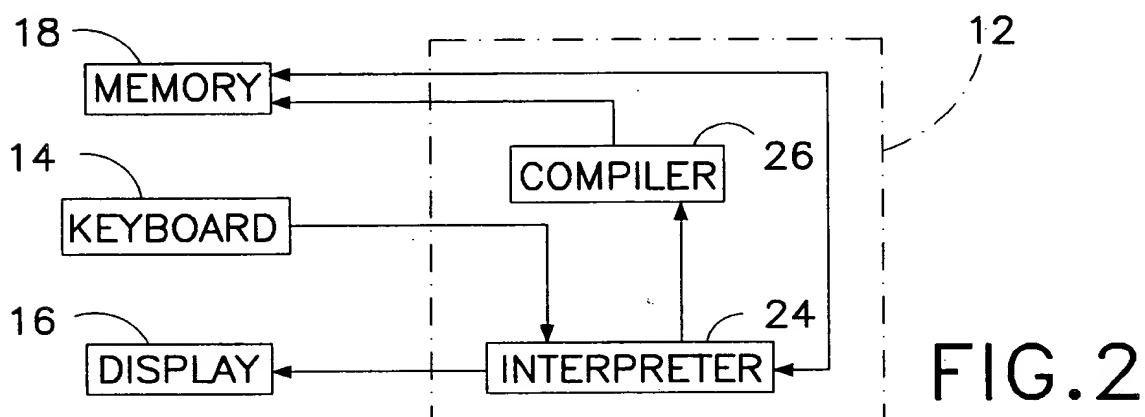 18
12
MEMORY
14
26
COMPILER
KEYBOARD
16
24
DISPLAY
INTERPRETER
FIG.2